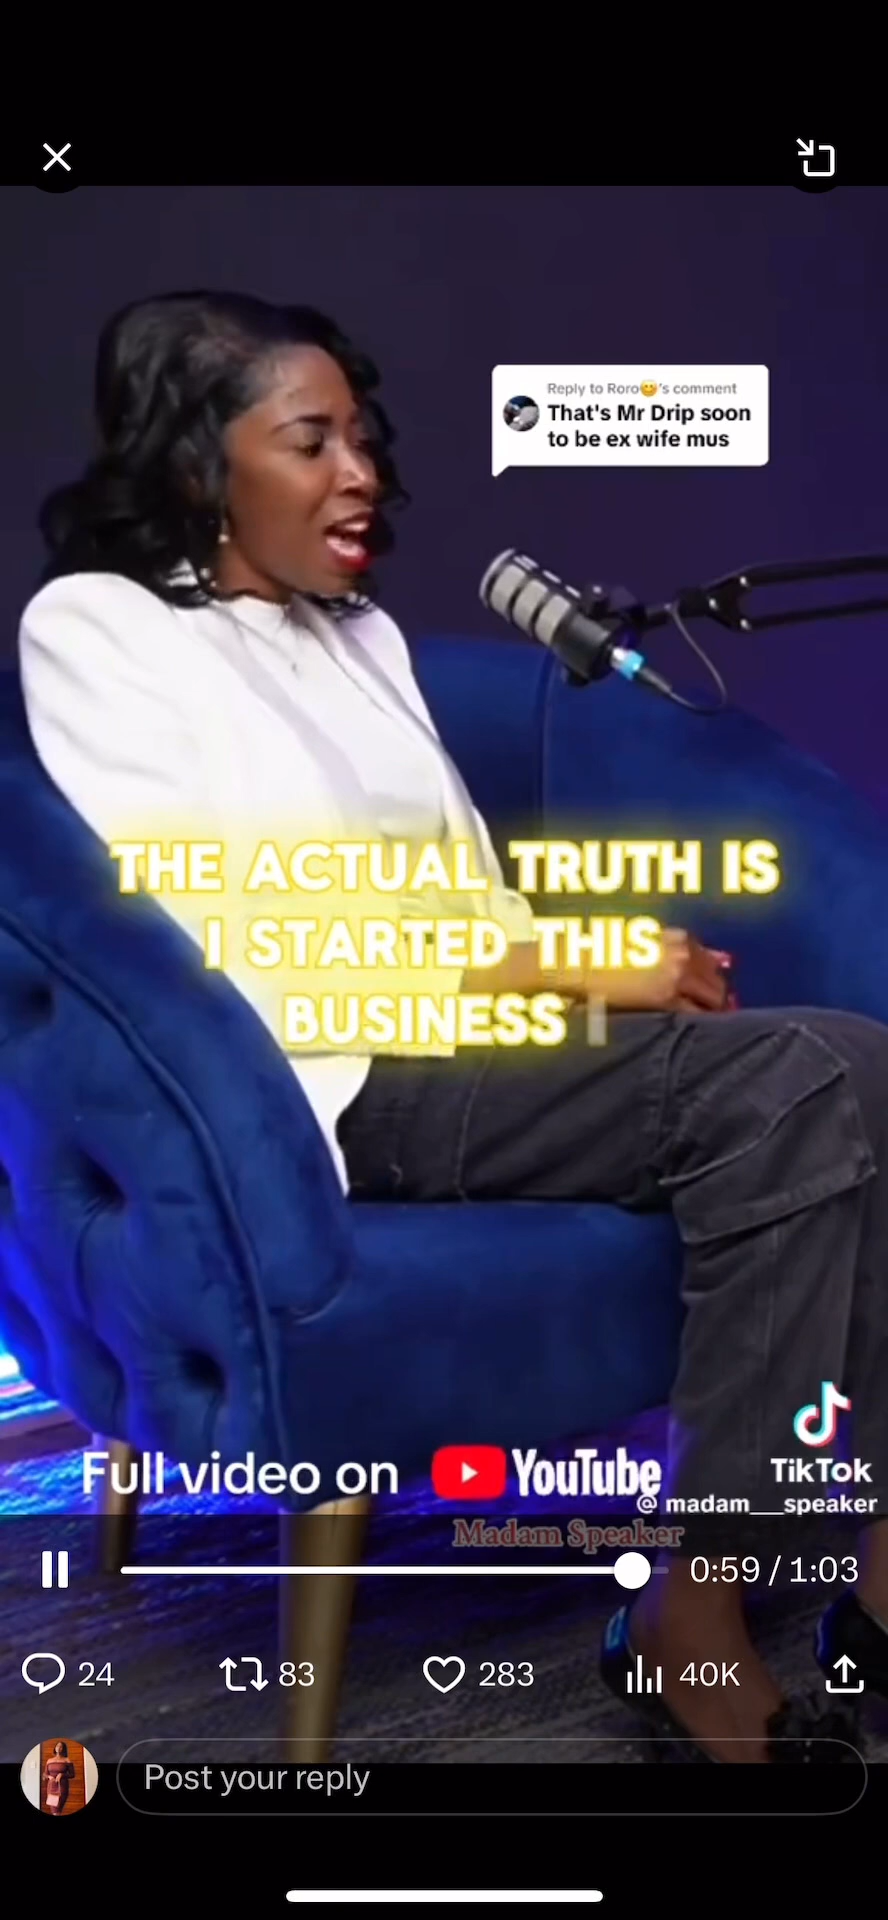 Reply to Roro😊's comment
That's Mr Drip soon
to be ex wife mus
THE ACTUAL TRUTH IS
I STARTED THIS
BUSINESS I
Full video on YouTube
TikTok
@madam__speaker
Madam Speaker
0:59 / 1:03
24 83 283 40K
Post your reply